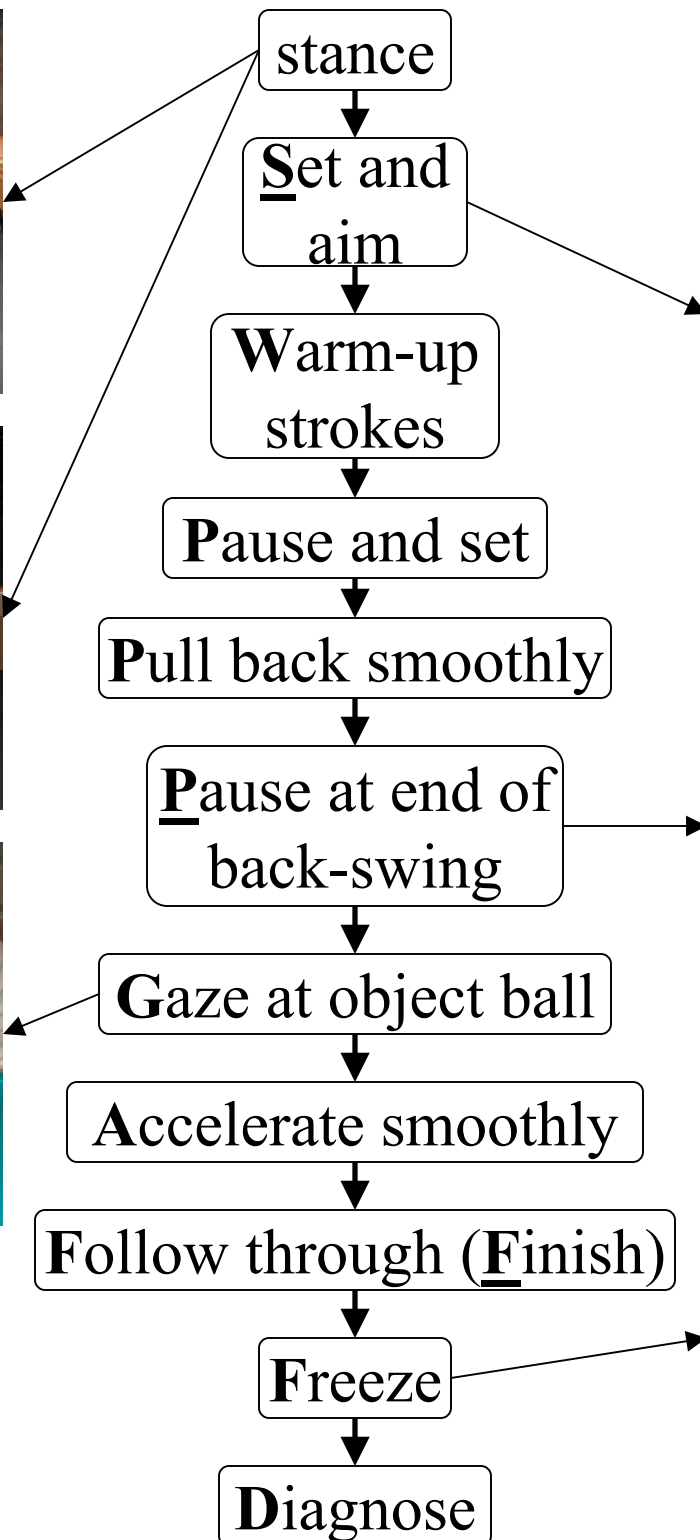 stance
Set and
aim
Warm-up
strokes
Pause and set
Pull back smoothly
Pause at end of
back-swing
Gaze at object ball
Accelerate smoothly
Follow through (Finish)
Freeze
Diagnose